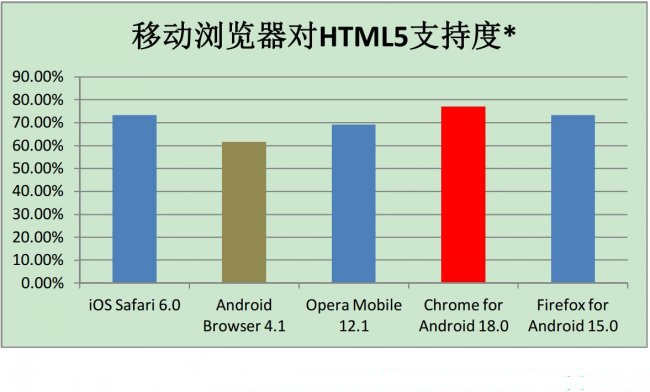 移动浏览器对HTML5支持度*
90.00%
80.00%
70.00%
60.00%
50.00%
40.00%
30.00%
20.00%
10.00%
0.00%
iOS Safari 6.0
Android
Browser 4.1
Opera Mobile
12.1
Chrome for
Android 18.0
Firefox for
Android 15.0